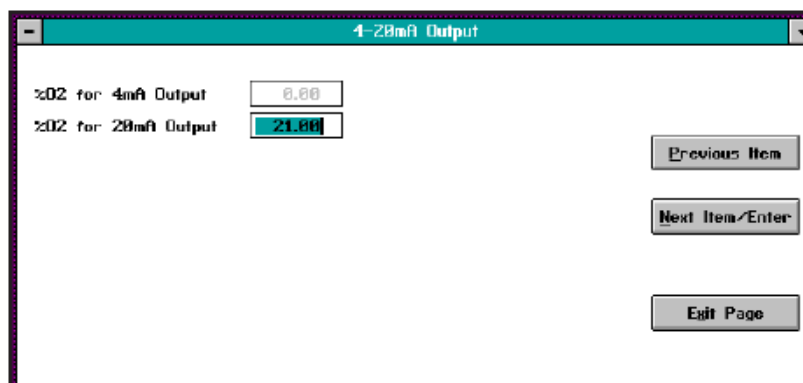 4-20mA Output
%O2 for 4mA Output 0.00
%O2 for 20mA Output 21.00
Previous Item
Next Item/Enter
Exit Page